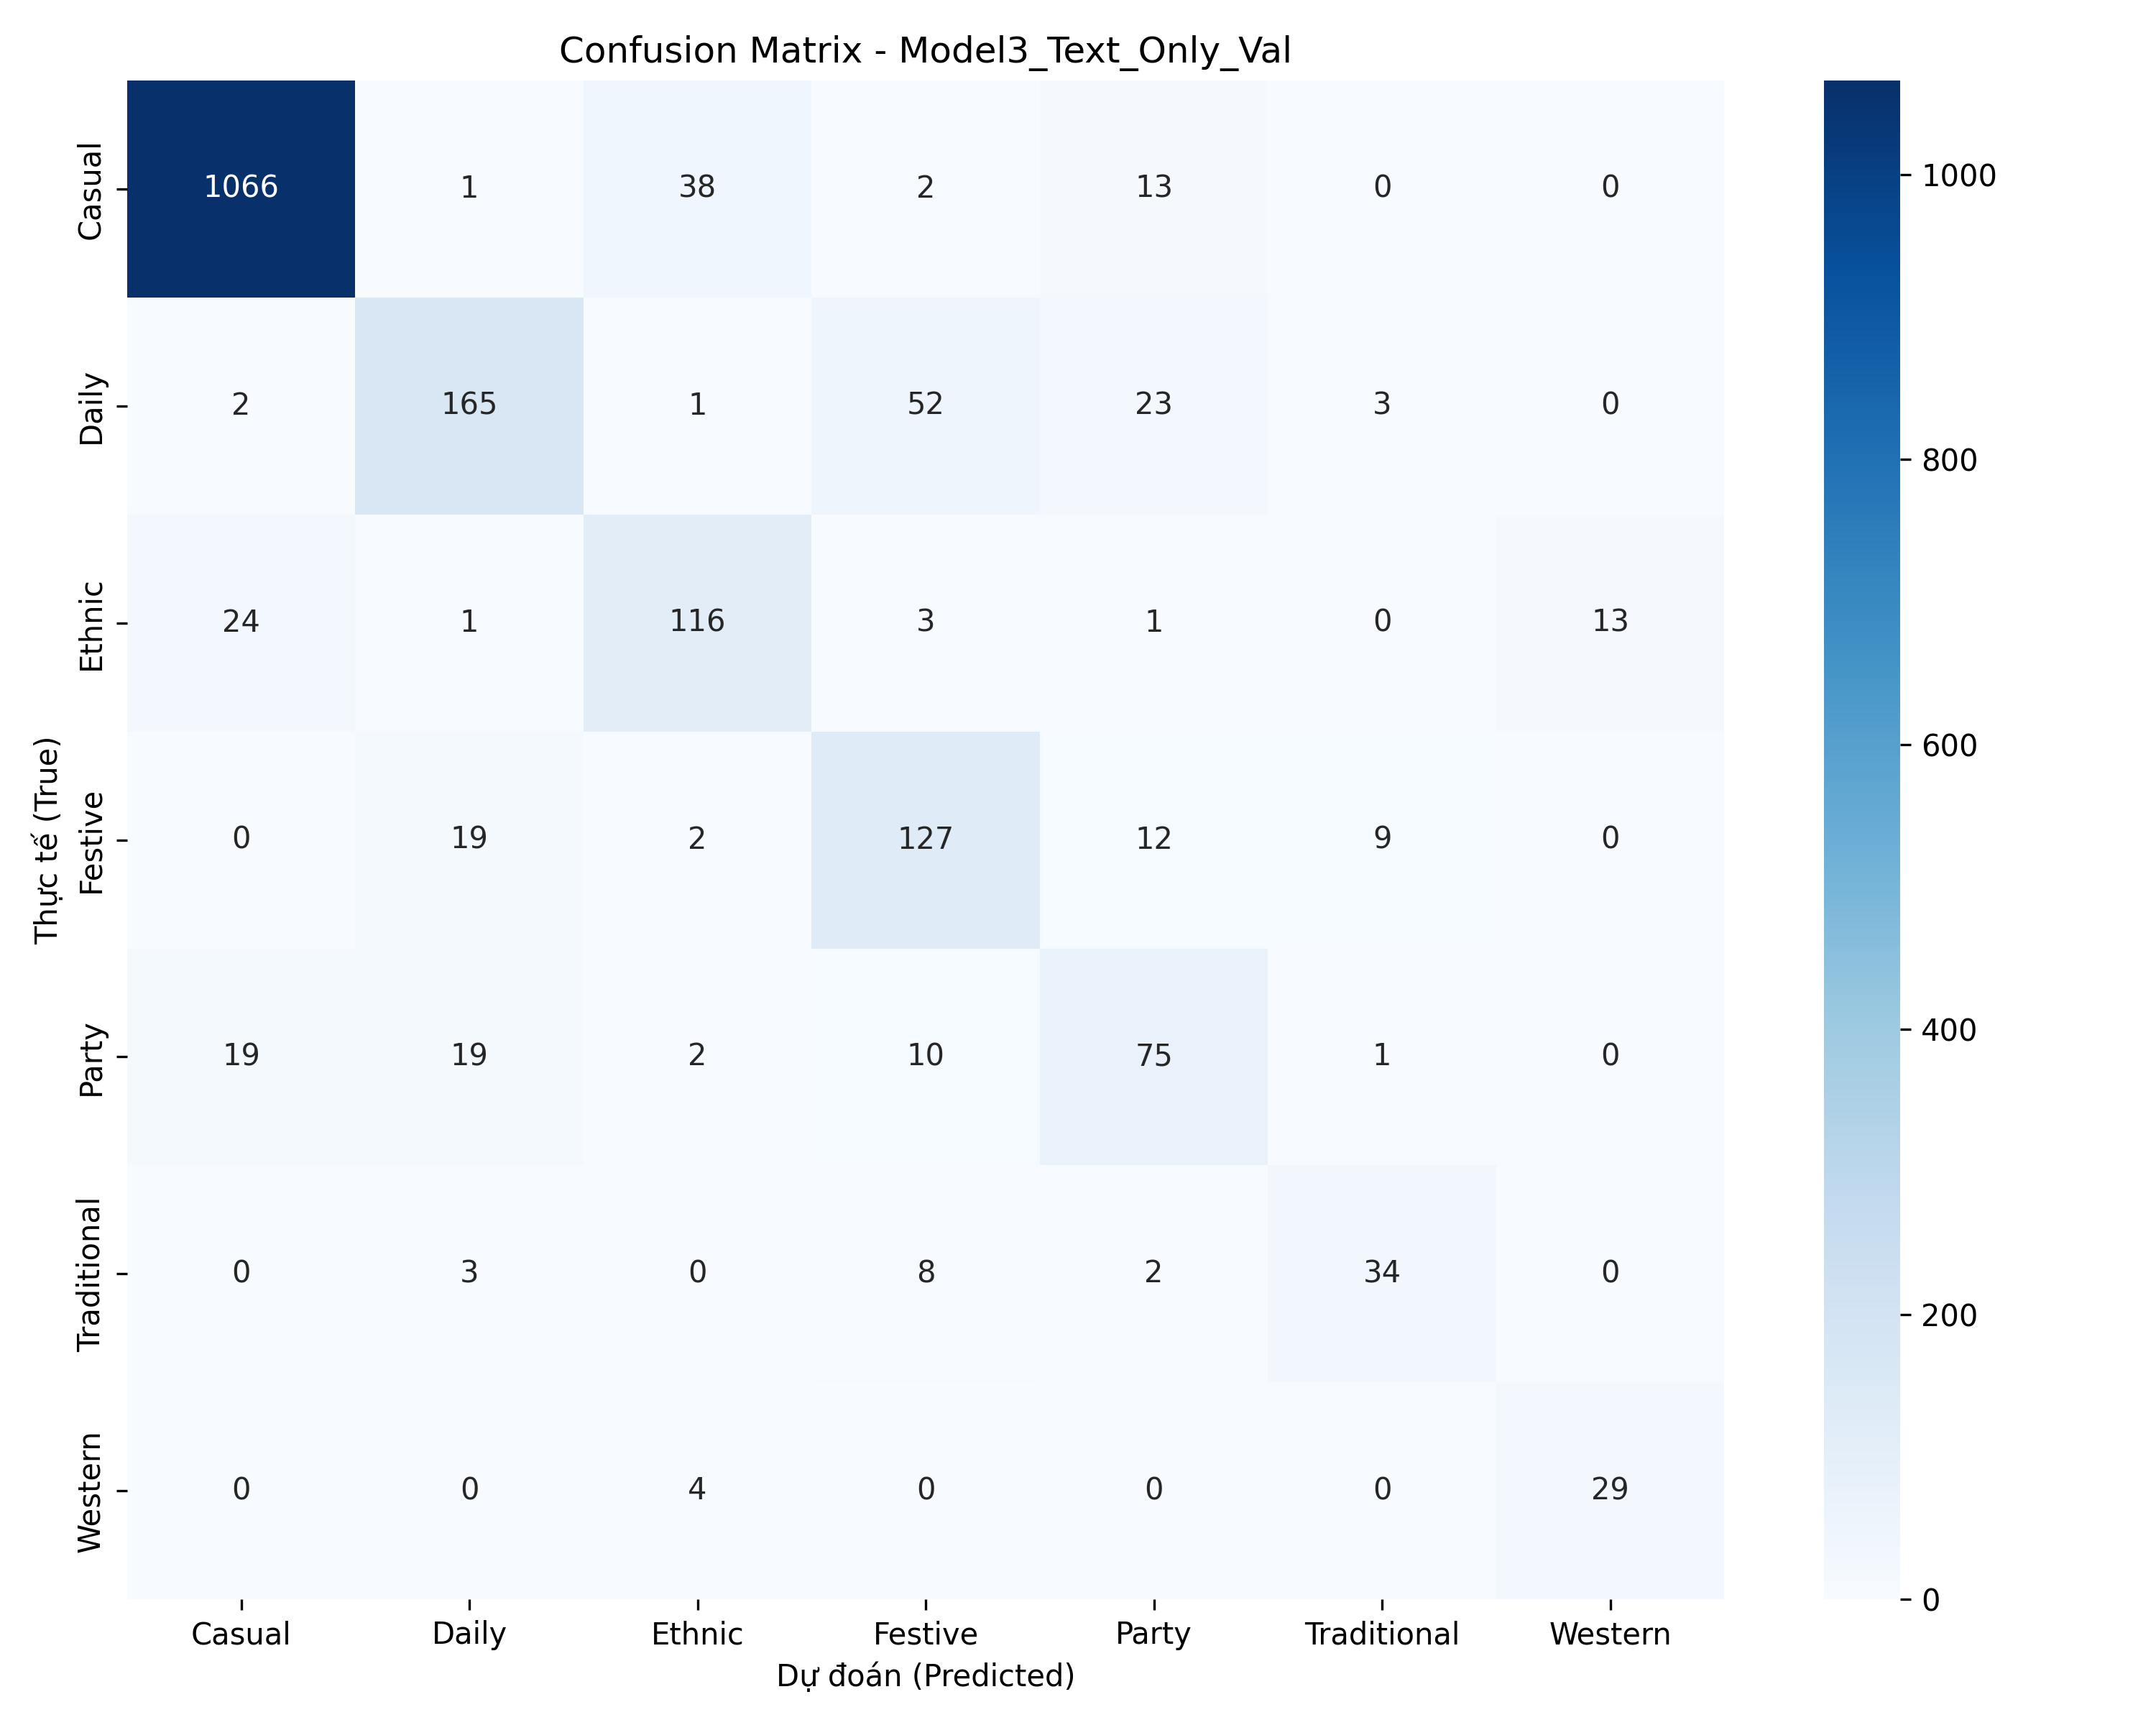 Confusion Matrix - Model3_Text_Only_Val
Thực tế (True)
Casual 1066 1 38 2 13 0 0
Daily 2 165 1 52 23 3 0
Ethnic 24 1 116 3 1 0 13
Festive 0 19 2 127 12 9 0
Party 19 19 2 10 75 1 0
Traditional 0 3 0 8 2 34 0
Western 0 0 4 0 0 0 29
Casual Daily Ethnic Festive Party Traditional Western
Dự đoán (Predicted)
1000
800
600
400
200
0